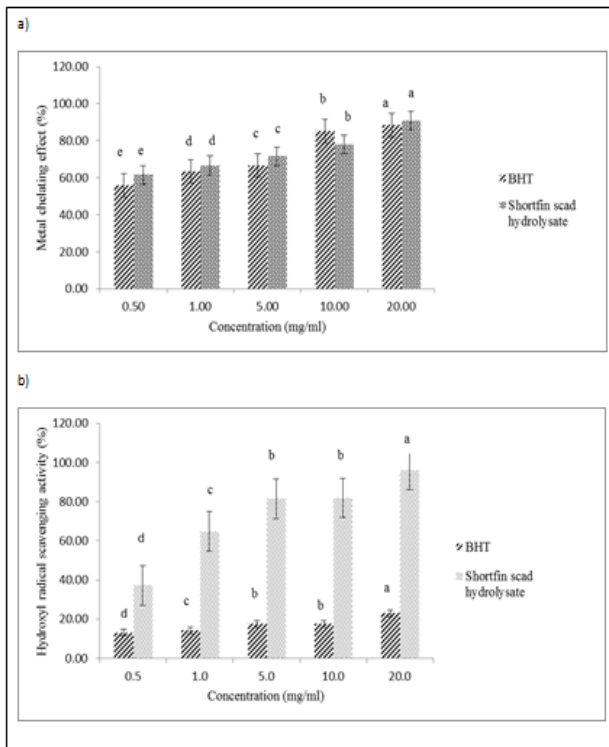 a)
120.00
100.00
80.00
60.00
40.00
20.00
0.00
Metal chelating effect (%)
e e d d c c b b a a
0.50 1.00 5.00 10.00 20.00
Concentration (mg/ml)
BHT
Shortfin scad
hydrolysate
b)
120.00
100.00
80.00
60.00
40.00
20.00
0.00
Hydroxyl radical scavenging activity (%)
d d c c b b b b a a
0.5 1.0 5.0 10.0 20.0
Concentration (mg/ml)
BHT
Shortfin scad
hydrolysate